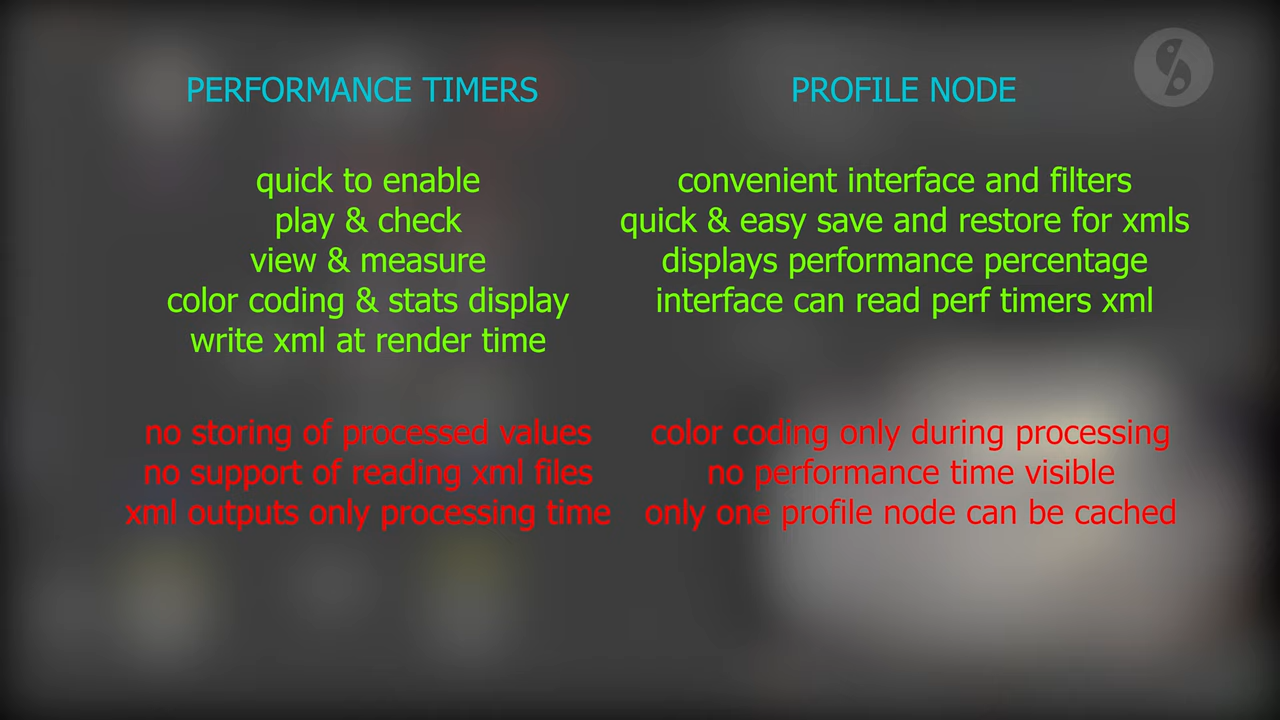 PERFORMANCE TIMERS
quick to enable
play & check
view & measure
color coding & stats display
write xml at render time
no storing of processed values
no support of reading xml files
xml outputs only processing time
PROFILE NODE
convenient interface and filters
quick & easy save and restore for xmls
displays performance percentage
interface can read perf timers xml
color coding only during processing
no performance time visible
only one profile node can be cached